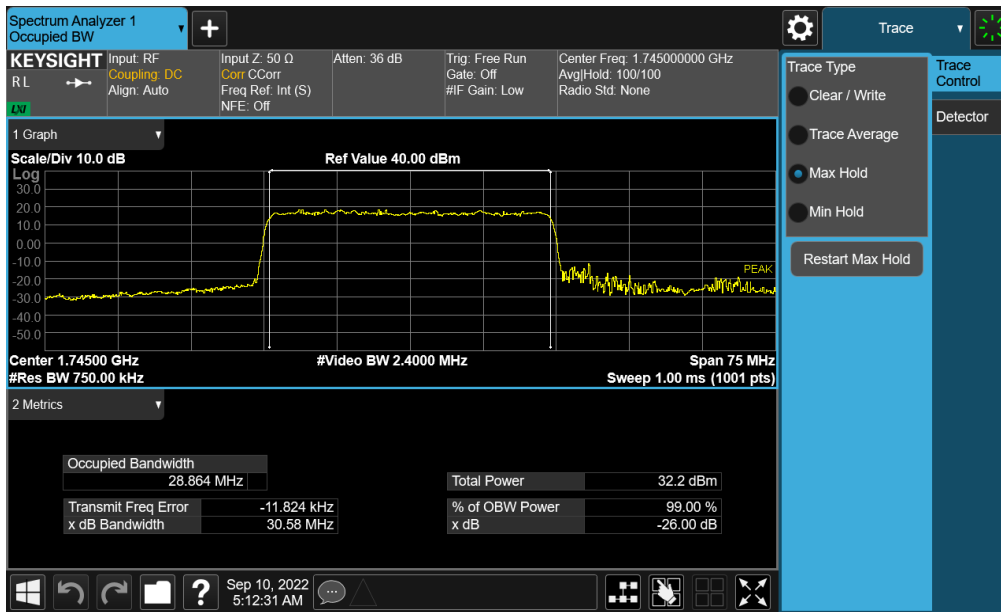 Spectrum Analyzer 1
Occupied BW
+
Trace
KEYSIGHT
R L
LXI
Input: RF
Coupling: DC
Align: Auto
Input Z: 50 Ω
Corr CCorr
Freq Ref: Int (S)
NFE: Off
Atten: 36 dB
Trig: Free Run
Gate: Off
#IF Gain: Low
Center Freq: 1.745000000 GHz
Avg|Hold: 100/100
Radio Std: None
Trace Type
Clear / Write
Trace Average
Max Hold
Min Hold
Restart Max Hold
Trace
Control
Detector
1 Graph
Scale/Div 10.0 dB
Ref Value 40.00 dBm
Log
30.0
20.0
10.0
0.00
-10.0
-20.0
-30.0
-40.0
-50.0
PEAK
Center 1.74500 GHz
#Video BW 2.4000 MHz
Span 75 MHz
#Res BW 750.00 kHz
Sweep 1.00 ms (1001 pts)
2 Metrics
Occupied Bandwidth
28.864 MHz
Total Power 32.2 dBm
Transmit Freq Error -11.824 kHz
% of OBW Power 99.00 %
x dB Bandwidth 30.58 MHz
x dB -26.00 dB
?
Sep 10, 2022
5:12:31 AM